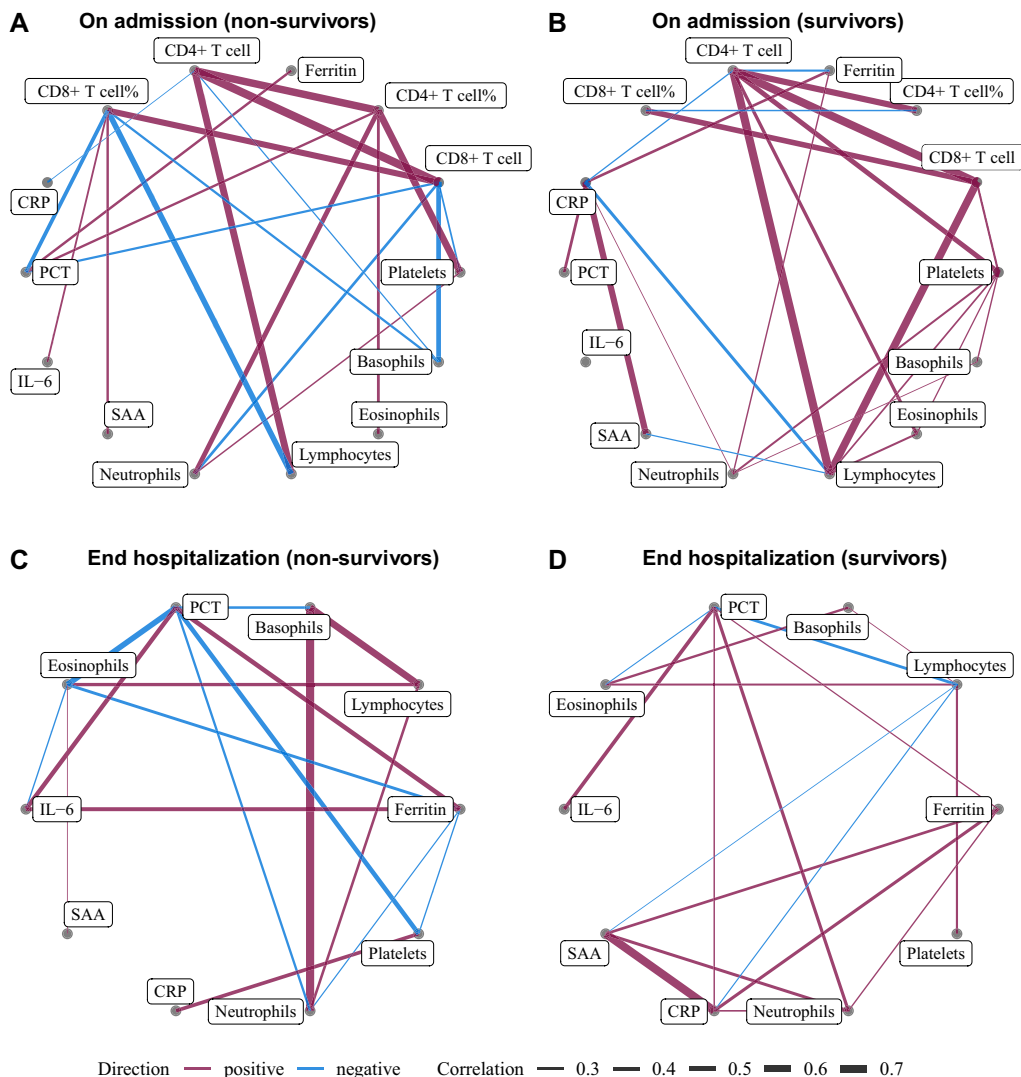 A On admission (non-survivors)
CD4+ T cell
Ferritin
CD8+ T cell%
CD4+ T cell%
CD8+ T cell
CRP
PCT
Platelets
IL−6
Basophils
SAA
Eosinophils
Neutrophils
Lymphocytes
B On admission (survivors)
CD4+ T cell
Ferritin
CD8+ T cell%
CD4+ T cell%
CD8+ T cell
CRP
PCT
Platelets
IL−6
Basophils
SAA
Eosinophils
Neutrophils
Lymphocytes
C End hospitalization (non-survivors)
PCT
Basophils
Eosinophils
Lymphocytes
IL−6
Ferritin
SAA
Platelets
CRP
Neutrophils
D End hospitalization (survivors)
PCT
Basophils
Lymphocytes
Eosinophils
IL−6
Ferritin
SAA
Platelets
CRP
Neutrophils
Direction positive negative Correlation 0.3 0.4 0.5 0.6 0.7